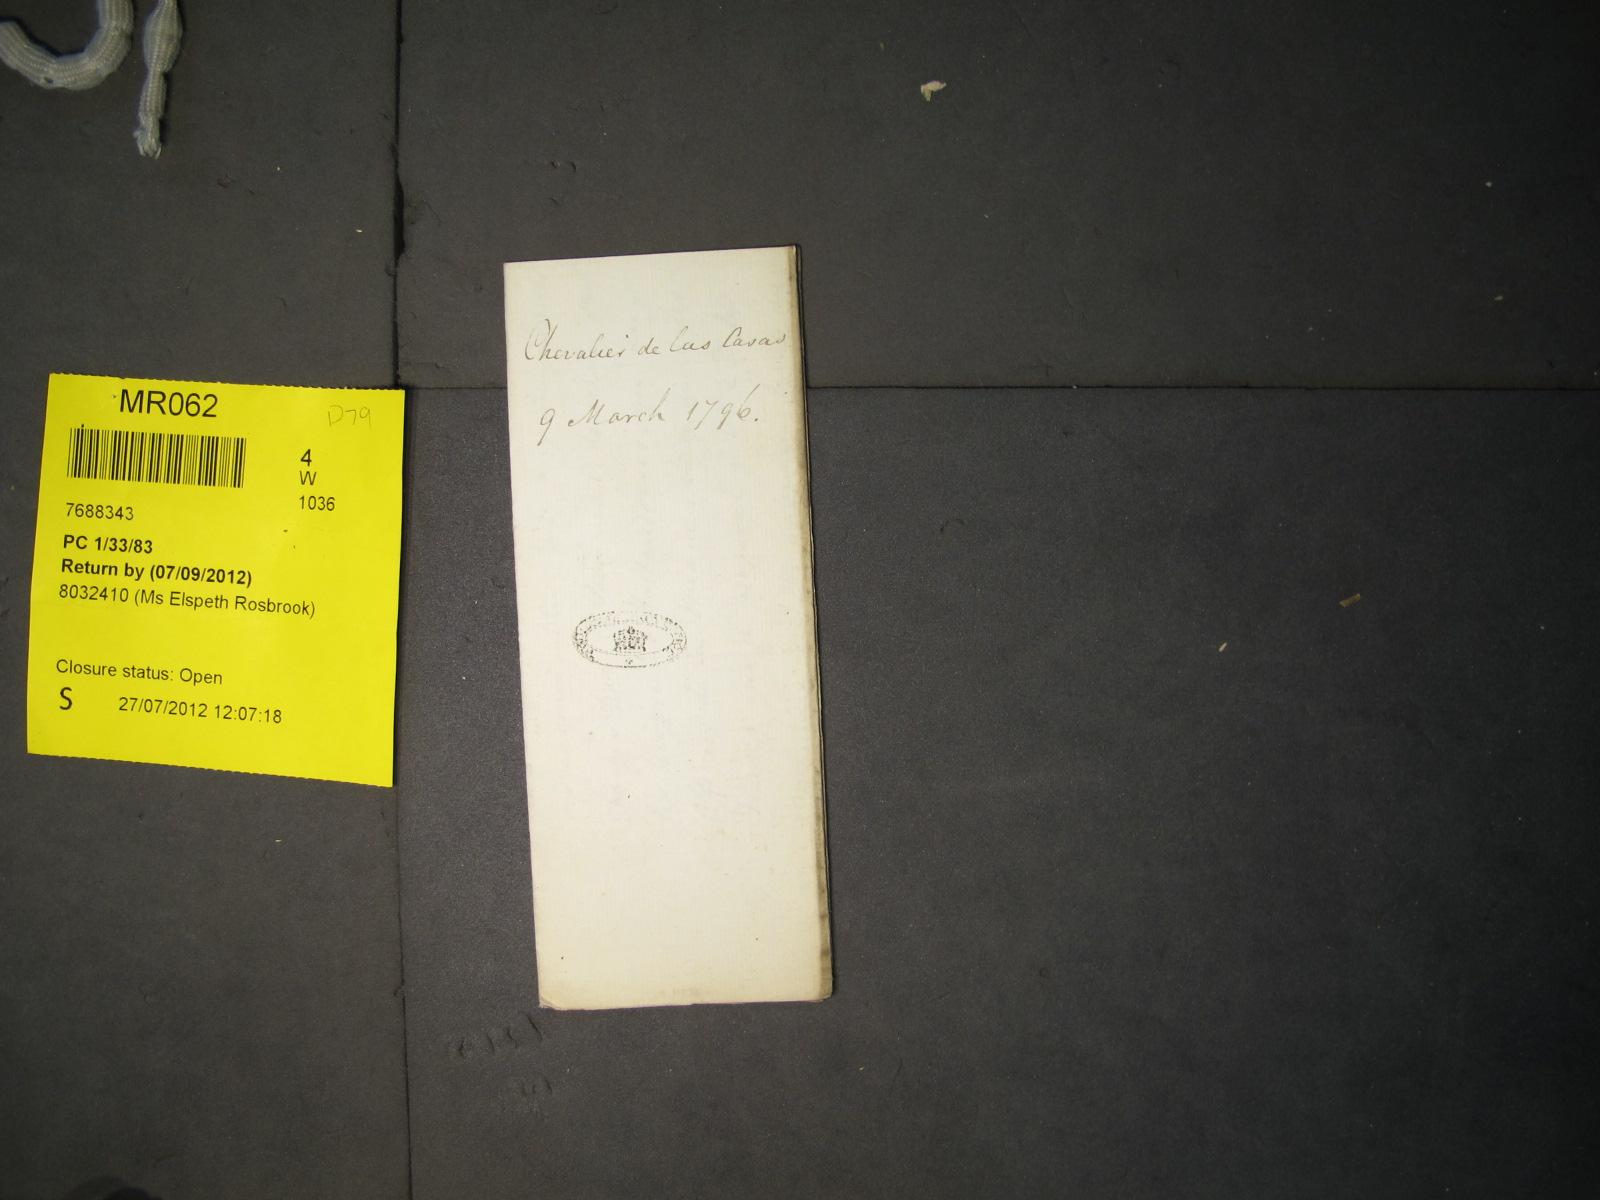 MR062
D79
4
W
1036
7688343
PC 1/33/83
Return by (07/09/2012)
8032410 (Ms Elspeth Rosbrook)
Closure status: Open
S 27/07/2012 12:07:18
Chevalier de las Casas
9 March 1796.